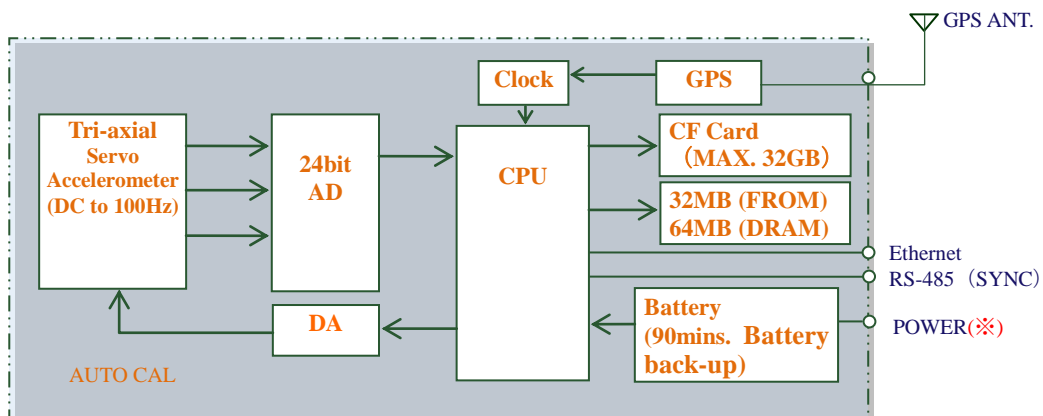 GPS ANT.
Clock
GPS
Tri-axial
Servo
Accelerometer
(DC to 100Hz)
24bit
AD
CPU
CF Card
（MAX. 32GB）
32MB (FROM)
64MB (DRAM)
Ethernet
RS-485（SYNC）
DA
Battery
(90mins. Battery
back-up)
POWER(※)
AUTO CAL